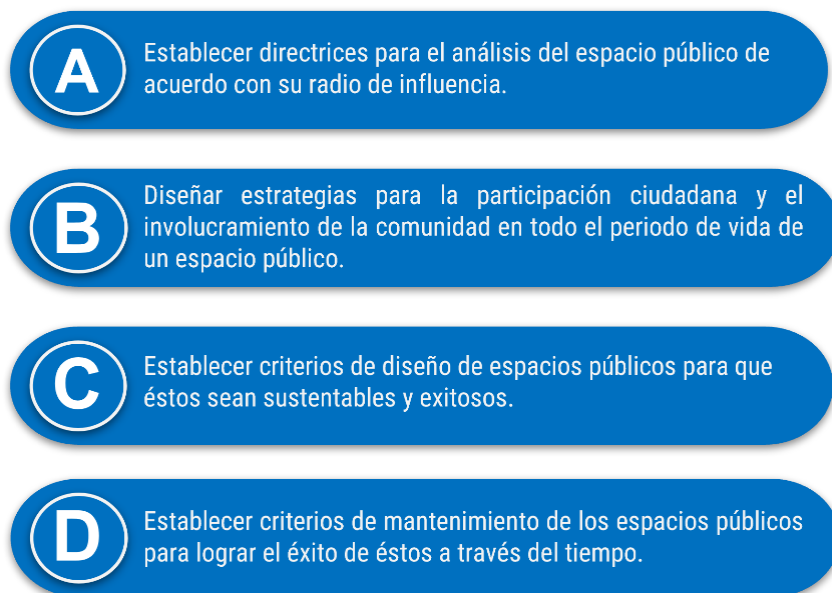 A
Establecer directrices para el análisis del espacio público de
acuerdo con su radio de influencia.
B
Diseñar estrategias para la participación ciudadana y el
involucramiento de la comunidad en todo el periodo de vida de
un espacio público.
C
Establecer criterios de diseño de espacios públicos para que
éstos sean sustentables y exitosos.
D
Establecer criterios de mantenimiento de los espacios públicos
para lograr el éxito de éstos a través del tiempo.